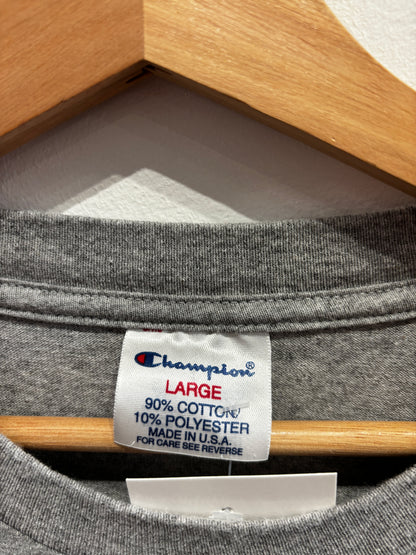 Champion®
LARGE
90% COTTON
10% POLYESTER
MADE IN U.S.A.
FOR CARE SEE REVERSE